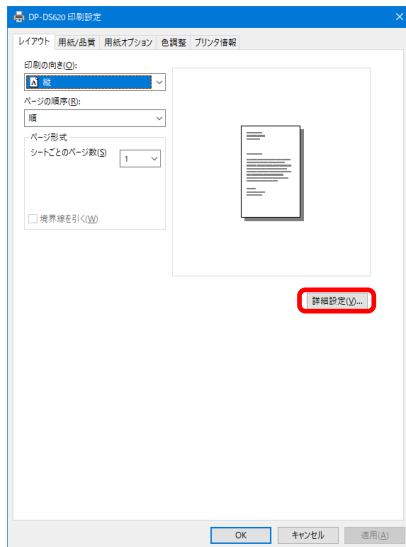 DP-DS620 印刷設定
レイアウト 用紙/品質 用紙オプション 色調整 プリンタ情報
印刷の向き(O):
A 縦
ページの順序(R):
順
ページ形式
シートごとのページ数(S) 1
境界線を引く(W)
詳細設定(V)...
OK キャンセル 適用(A)